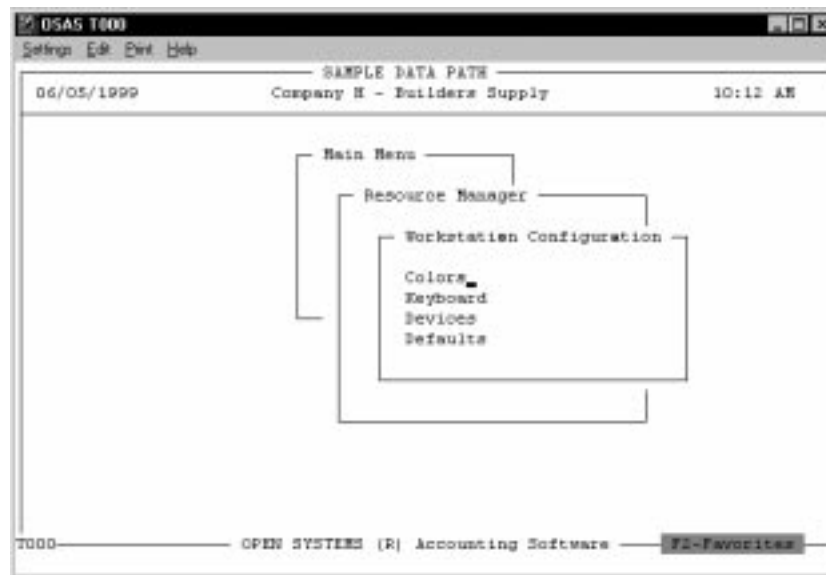 OSAS T000
Settings Edit Print Help
SAMPLE DATA PATH
06/05/1999 Company H - Builders Supply 10:12 AM
Main Menu
Resource Manager
Workstation Configuration
Colors
Keyboard
Devices
Defaults
T000 OPEN SYSTEMS (R) Accounting Software F2-Favorites